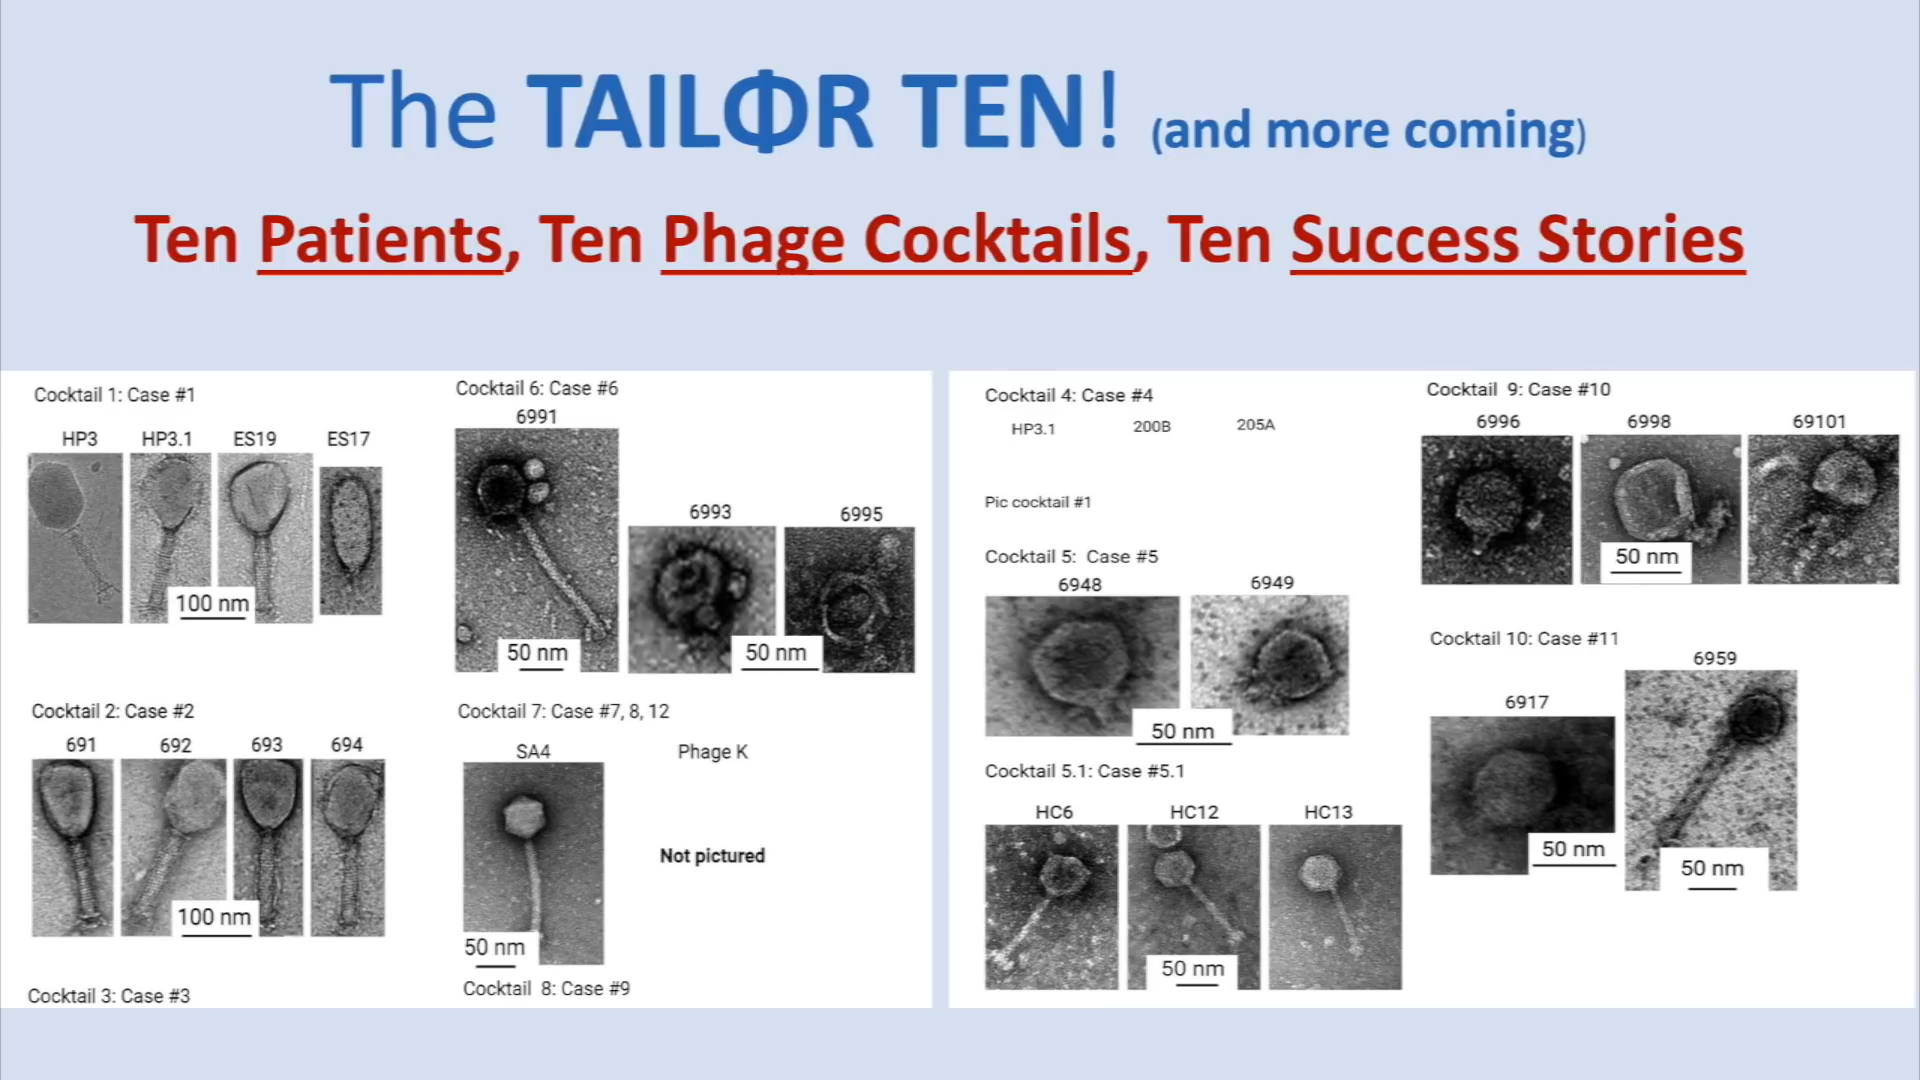 The TAILΦR TEN! (and more coming)
Ten Patients, Ten Phage Cocktails, Ten Success Stories
Cocktail 1: Case #1
HP3 HP3.1 ES19 ES17
100 nm
Cocktail 2: Case #2
691 692 693 694
100 nm
Cocktail 3: Case #3
Cocktail 6: Case #6
6991
6993 6995
50 nm 50 nm
Cocktail 7: Case #7, 8, 12
SA4 Phage K
Not pictured
50 nm
Cocktail 8: Case #9
Cocktail 4: Case #4
HP3.1 200B 205A
Pic cocktail #1
Cocktail 5: Case #5
6948 6949
50 nm
Cocktail 5.1: Case #5.1
HC6 HC12 HC13
50 nm
Cocktail 9: Case #10
6996 6998 69101
50 nm
Cocktail 10: Case #11
6959
6917
50 nm
50 nm